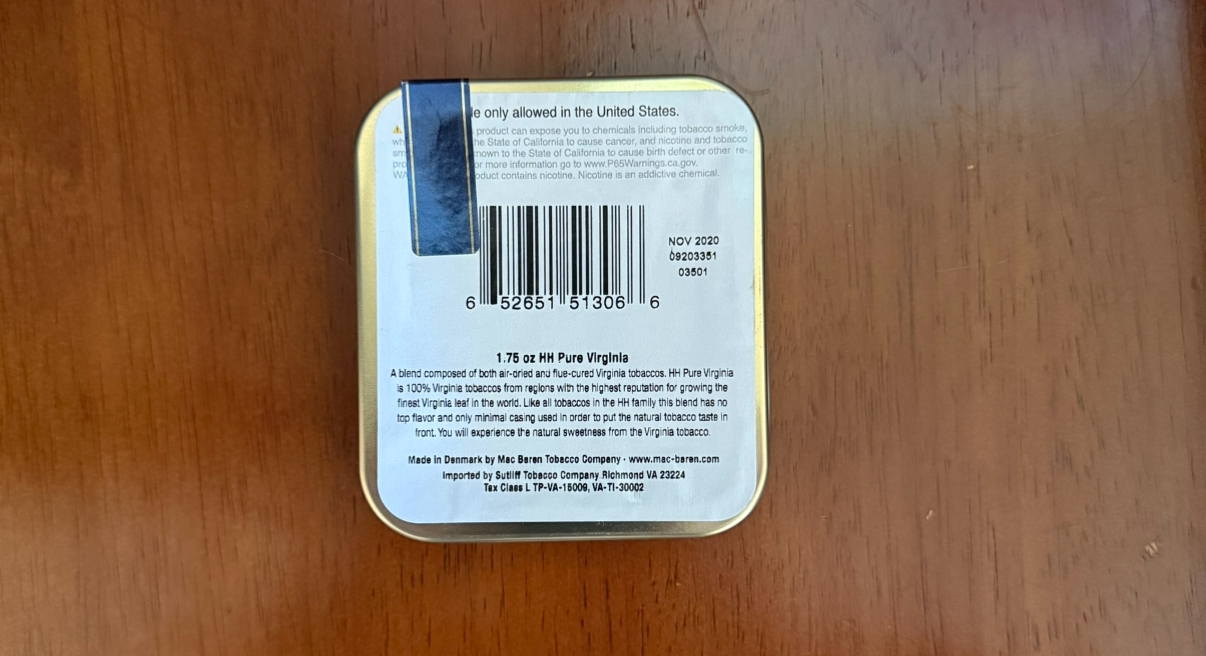 le only allowed in the United States.
product can expose you to chemicals including tobacco smoke,
wh he State of California to cause cancer, and nicotine and tobacco
sm nown to the State of California to cause birth defect or other re-
pro or more information go to www.P65Warnings.ca.gov.
WA oduct contains nicotine. Nicotine is an addictive chemical.
NOV 2020
09203351
03501
6 52651 51306 6
1.75 oz HH Pure Virginia
A blend composed of both air-dried and flue-cured Virginia tobaccos. HH Pure Virginia
is 100% Virginia tobaccos from regions with the highest reputation for growing the
finest Virginia leaf in the world. Like all tobaccos in the HH family this blend has no
top flavor and only minimal casing used in order to put the natural tobacco taste in
front. You will experience the natural sweetness from the Virginia tobacco.
Made in Denmark by Mac Baren Tobacco Company · www.mac-baren.com
Imported by Sutliff Tobacco Company Richmond VA 23224
Tax Class L TP-VA-15009, VA-TI-30002